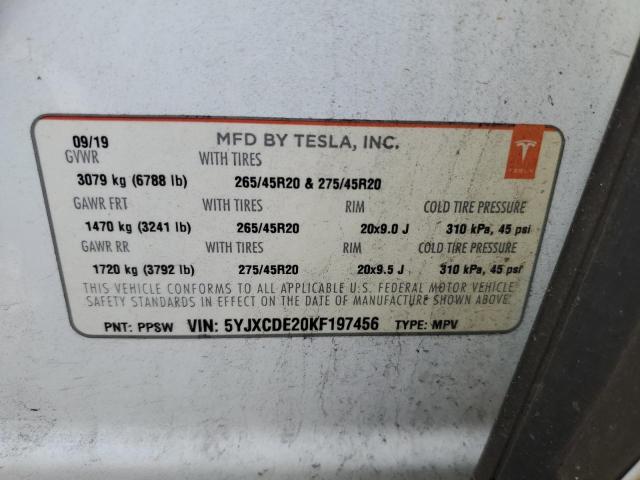 09/19 MFD BY TESLA, INC.
GVWR WITH TIRES
3079 kg (6788 lb) 265/45R20 & 275/45R20
TESLA
GAWR FRT WITH TIRES RIM COLD TIRE PRESSURE
1470 kg (3241 lb) 265/45R20 20x9.0 J 310 kPa, 45 psi
GAWR RR WITH TIRES RIM COLD TIRE PRESSURE
1720 kg (3792 lb) 275/45R20 20x9.5 J 310 kPa, 45 psi
THIS VEHICLE CONFORMS TO ALL APPLICABLE U.S. FEDERAL MOTOR VEHICLE
SAFETY STANDARDS IN EFFECT ON THE DATE OF MANUFACTURE SHOWN ABOVE.
PNT: PPSW VIN: 5YJXCDE20KF197456 TYPE: MPV